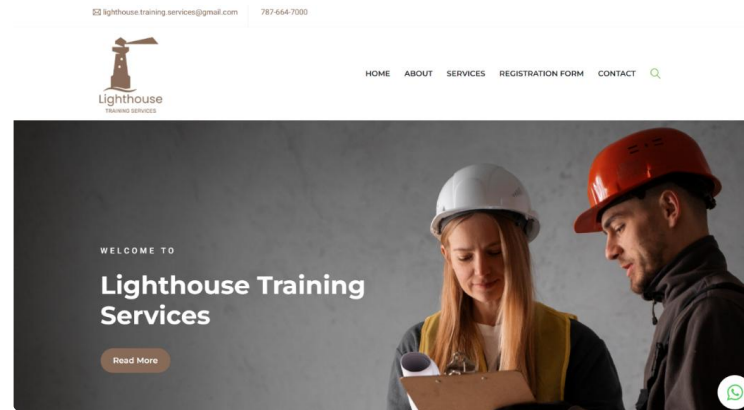 lighthouse.training.services@gmail.com 787-664-7000
Lighthouse
TRAINING SERVICES
HOME ABOUT SERVICES REGISTRATION FORM CONTACT
WELCOME TO
Lighthouse Training
Services
Read More